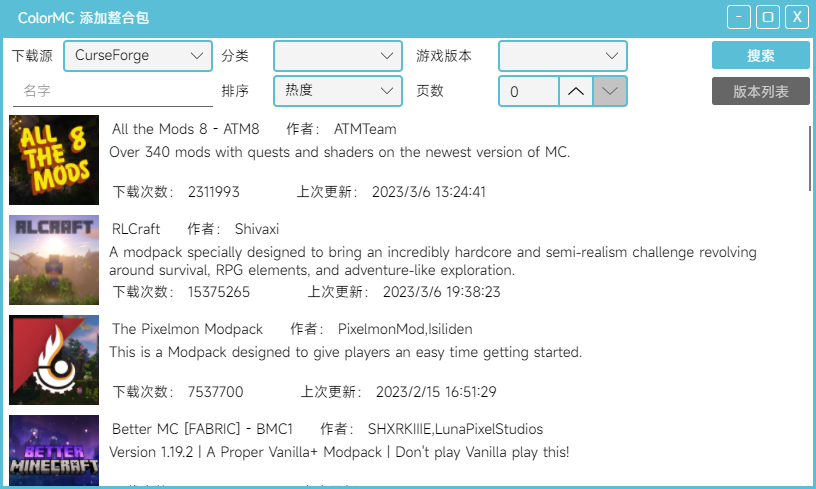 ColorMC 添加整合包
下载源 CurseForge 分类 游戏版本 搜索
名字 排序 热度 页数 0 版本列表
ALL THE 8 MODS
All the Mods 8 - ATM8 作者： ATMTeam
Over 340 mods with quests and shaders on the newest version of MC.
下载次数： 2311993 上次更新： 2023/3/6 13:24:41
RLCRAFT
RLCraft 作者： Shivaxi
A modpack specially designed to bring an incredibly hardcore and semi-realism challenge revolving
around survival, RPG elements, and adventure-like exploration.
下载次数： 15375265 上次更新： 2023/3/6 19:38:23
The Pixelmon Modpack 作者： PixelmonMod,Isiliden
This is a Modpack designed to give players an easy time getting started.
下载次数： 7537700 上次更新： 2023/2/15 16:51:29
BETTER
MINECRAFT
Better MC [FABRIC] - BMC1 作者： SHXRKIIIE,LunaPixelStudios
Version 1.19.2 | A Proper Vanilla+ Modpack | Don't play Vanilla play this!